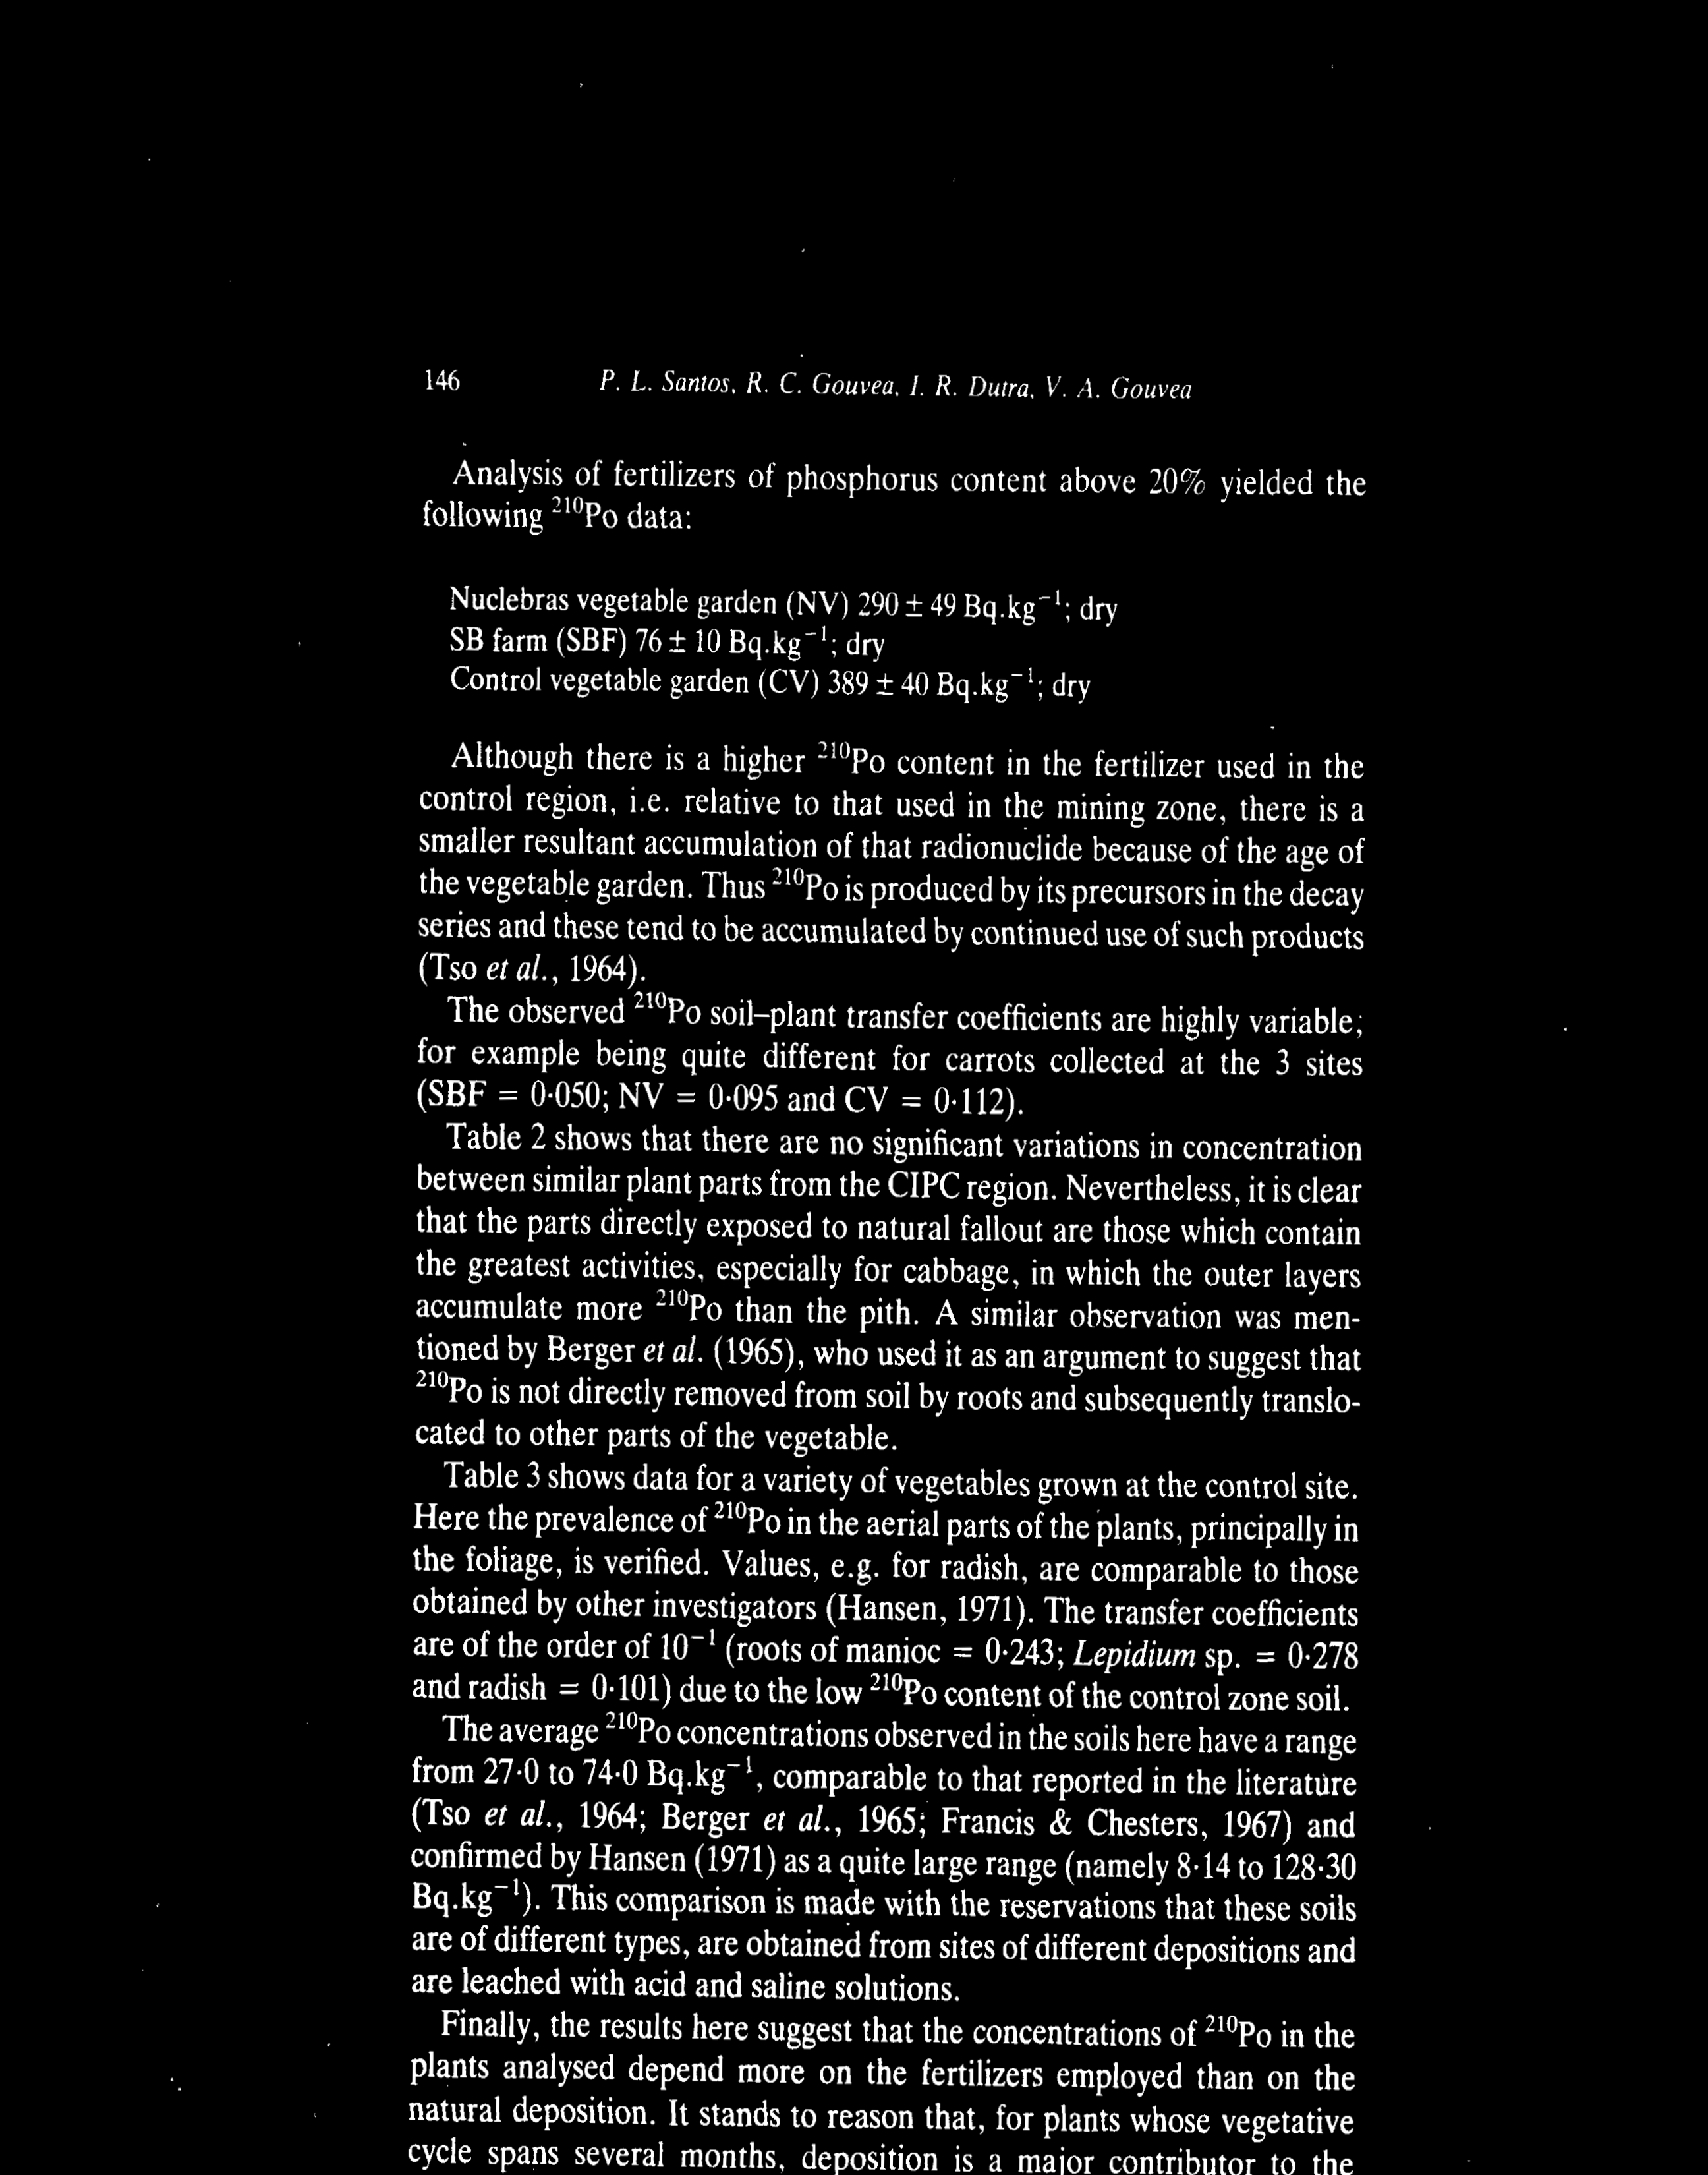 146 P. L. Santos, R. C. Gouvea, I. R. Dutra, V. A. Gouvea
Analysis of fertilizers of phosphorus content above 20% yielded the
following ²¹⁰Po data:
Nuclebras vegetable garden (NV) 290 ± 49 Bq.kg⁻¹; dry
SB farm (SBF) 76 ± 10 Bq.kg⁻¹; dry
Control vegetable garden (CV) 389 ± 40 Bq.kg⁻¹; dry
Although there is a higher ²¹⁰Po content in the fertilizer used in the
control region, i.e. relative to that used in the mining zone, there is a
smaller resultant accumulation of that radionuclide because of the age of
the vegetable garden. Thus ²¹⁰Po is produced by its precursors in the decay
series and these tend to be accumulated by continued use of such products
(Tso et al., 1964).
The observed ²¹⁰Po soil–plant transfer coefficients are highly variable;
for example being quite different for carrots collected at the 3 sites
(SBF = 0·050; NV = 0·095 and CV = 0·112).
Table 2 shows that there are no significant variations in concentration
between similar plant parts from the CIPC region. Nevertheless, it is clear
that the parts directly exposed to natural fallout are those which contain
the greatest activities, especially for cabbage, in which the outer layers
accumulate more ²¹⁰Po than the pith. A similar observation was men-
tioned by Berger et al. (1965), who used it as an argument to suggest that
²¹⁰Po is not directly removed from soil by roots and subsequently translo-
cated to other parts of the vegetable.
Table 3 shows data for a variety of vegetables grown at the control site.
Here the prevalence of ²¹⁰Po in the aerial parts of the plants, principally in
the foliage, is verified. Values, e.g. for radish, are comparable to those
obtained by other investigators (Hansen, 1971). The transfer coefficients
are of the order of 10⁻¹ (roots of manioc = 0·243; Lepidium sp. = 0·278
and radish = 0·101) due to the low ²¹⁰Po content of the control zone soil.
The average ²¹⁰Po concentrations observed in the soils here have a range
from 27·0 to 74·0 Bq.kg⁻¹, comparable to that reported in the literature
(Tso et al., 1964; Berger et al., 1965; Francis & Chesters, 1967) and
confirmed by Hansen (1971) as a quite large range (namely 8·14 to 128·30
Bq.kg⁻¹). This comparison is made with the reservations that these soils
are of different types, are obtained from sites of different depositions and
are leached with acid and saline solutions.
Finally, the results here suggest that the concentrations of ²¹⁰Po in the
plants analysed depend more on the fertilizers employed than on the
natural deposition. It stands to reason that, for plants whose vegetative
cycle spans several months, deposition is a major contributor to the